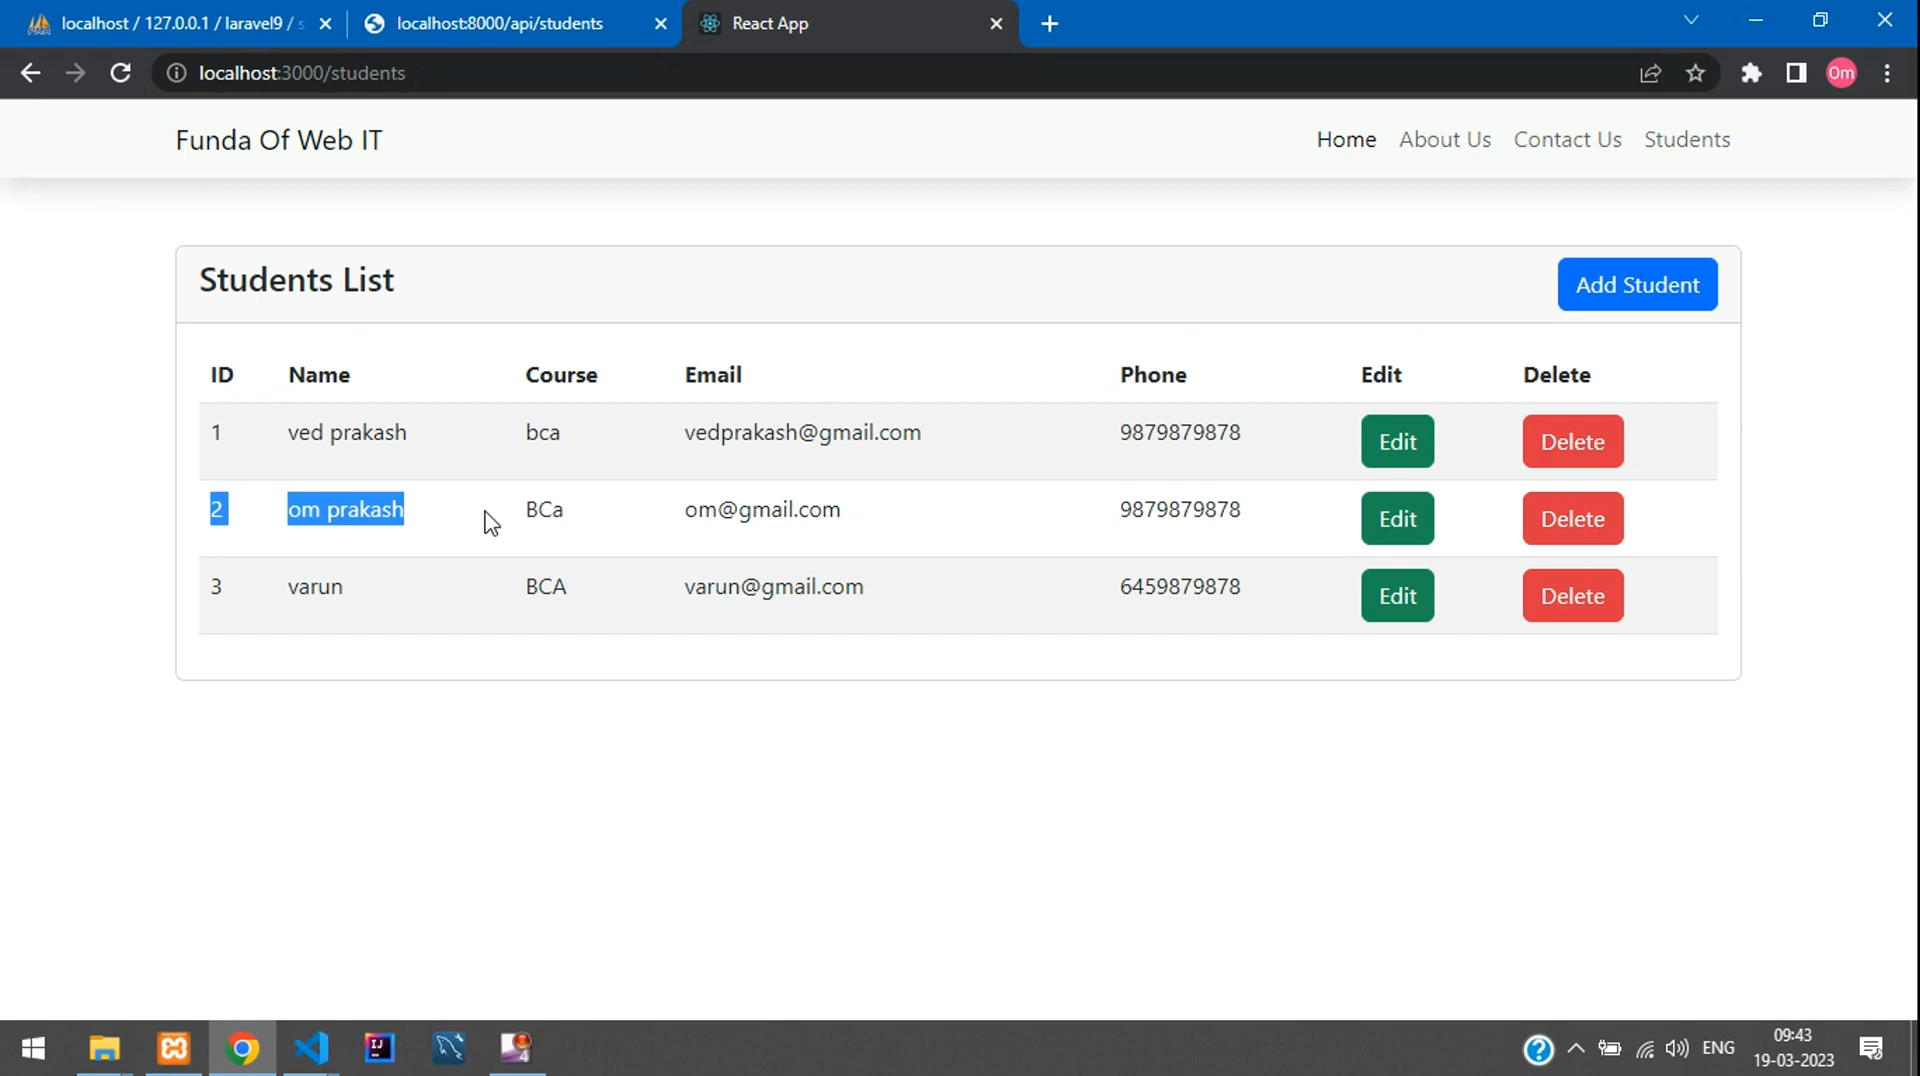 localhost / 127.0.0.1 / laravel9 / s
localhost:8000/api/students
React App
localhost:3000/students
Om
Funda Of Web IT
Home About Us Contact Us Students
Students List
Add Student
ID Name Course Email Phone Edit Delete
1 ved prakash bca vedprakash@gmail.com 9879879878 Edit Delete
2 om prakash BCa om@gmail.com 9879879878 Edit Delete
3 varun BCA varun@gmail.com 6459879878 Edit Delete
IJ
4
?
ENG
09:43
19-03-2023